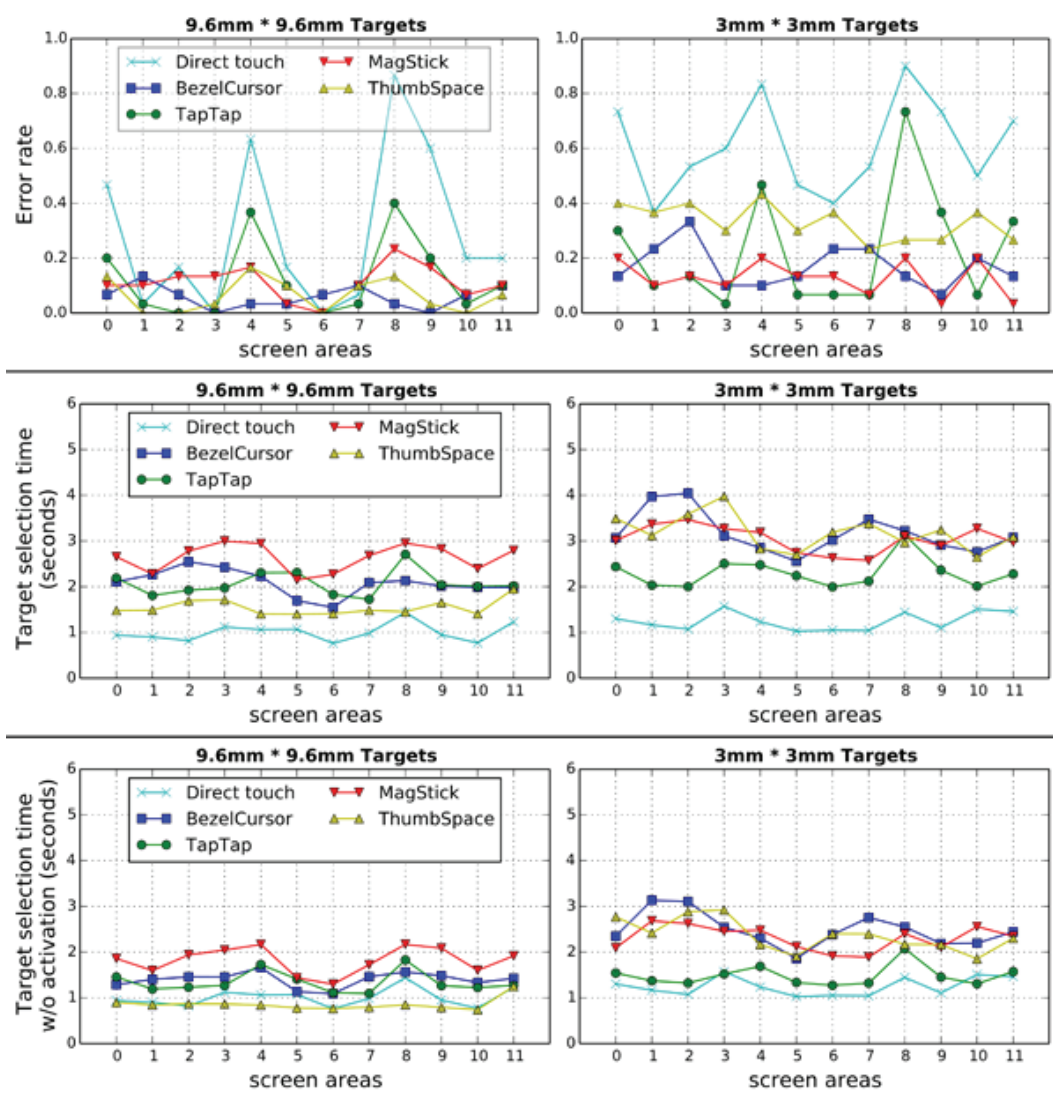 9.6mm * 9.6mm Targets
3mm * 3mm Targets
Error rate
1.0
0.8
0.6
0.4
0.2
0.0
Direct touch
MagStick
BezelCursor
ThumbSpace
TapTap
0 1 2 3 4 5 6 7 8 9 10 11
screen areas
1.0
0.8
0.6
0.4
0.2
0.0
0 1 2 3 4 5 6 7 8 9 10 11
screen areas
9.6mm * 9.6mm Targets
3mm * 3mm Targets
Target selection time
(seconds)
6
5
4
3
2
1
0
Direct touch
MagStick
BezelCursor
ThumbSpace
TapTap
0 1 2 3 4 5 6 7 8 9 10 11
screen areas
6
5
4
3
2
1
0
0 1 2 3 4 5 6 7 8 9 10 11
screen areas
9.6mm * 9.6mm Targets
3mm * 3mm Targets
Target selection time
w/o activation (seconds)
6
5
4
3
2
1
0
Direct touch
MagStick
BezelCursor
ThumbSpace
TapTap
0 1 2 3 4 5 6 7 8 9 10 11
screen areas
6
5
4
3
2
1
0
0 1 2 3 4 5 6 7 8 9 10 11
screen areas